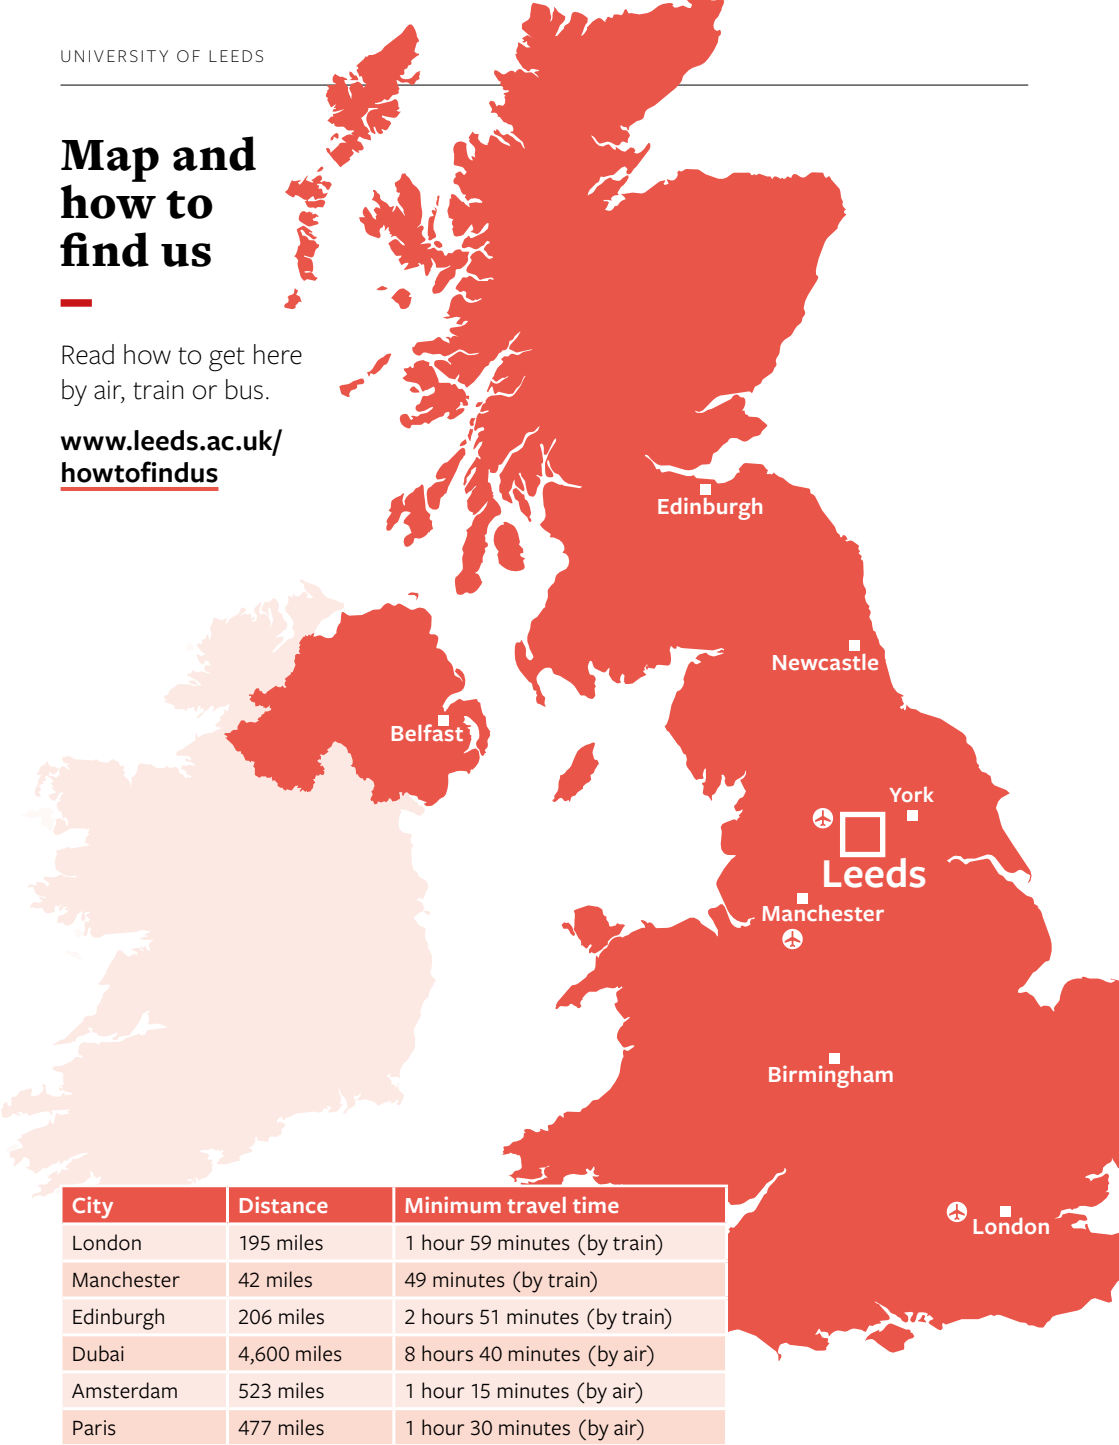 UNIVERSITY OF LEEDS
Map and
how to
find us
Read how to get here
by air, train or bus.
www.leeds.ac.uk/
howtofindus
Edinburgh
Newcastle
Belfast
York
Leeds
Manchester
Birmingham
London
City Distance Minimum travel time
London 195 miles 1 hour 59 minutes (by train)
Manchester 42 miles 49 minutes (by train)
Edinburgh 206 miles 2 hours 51 minutes (by train)
Dubai 4,600 miles 8 hours 40 minutes (by air)
Amsterdam 523 miles 1 hour 15 minutes (by air)
Paris 477 miles 1 hour 30 minutes (by air)